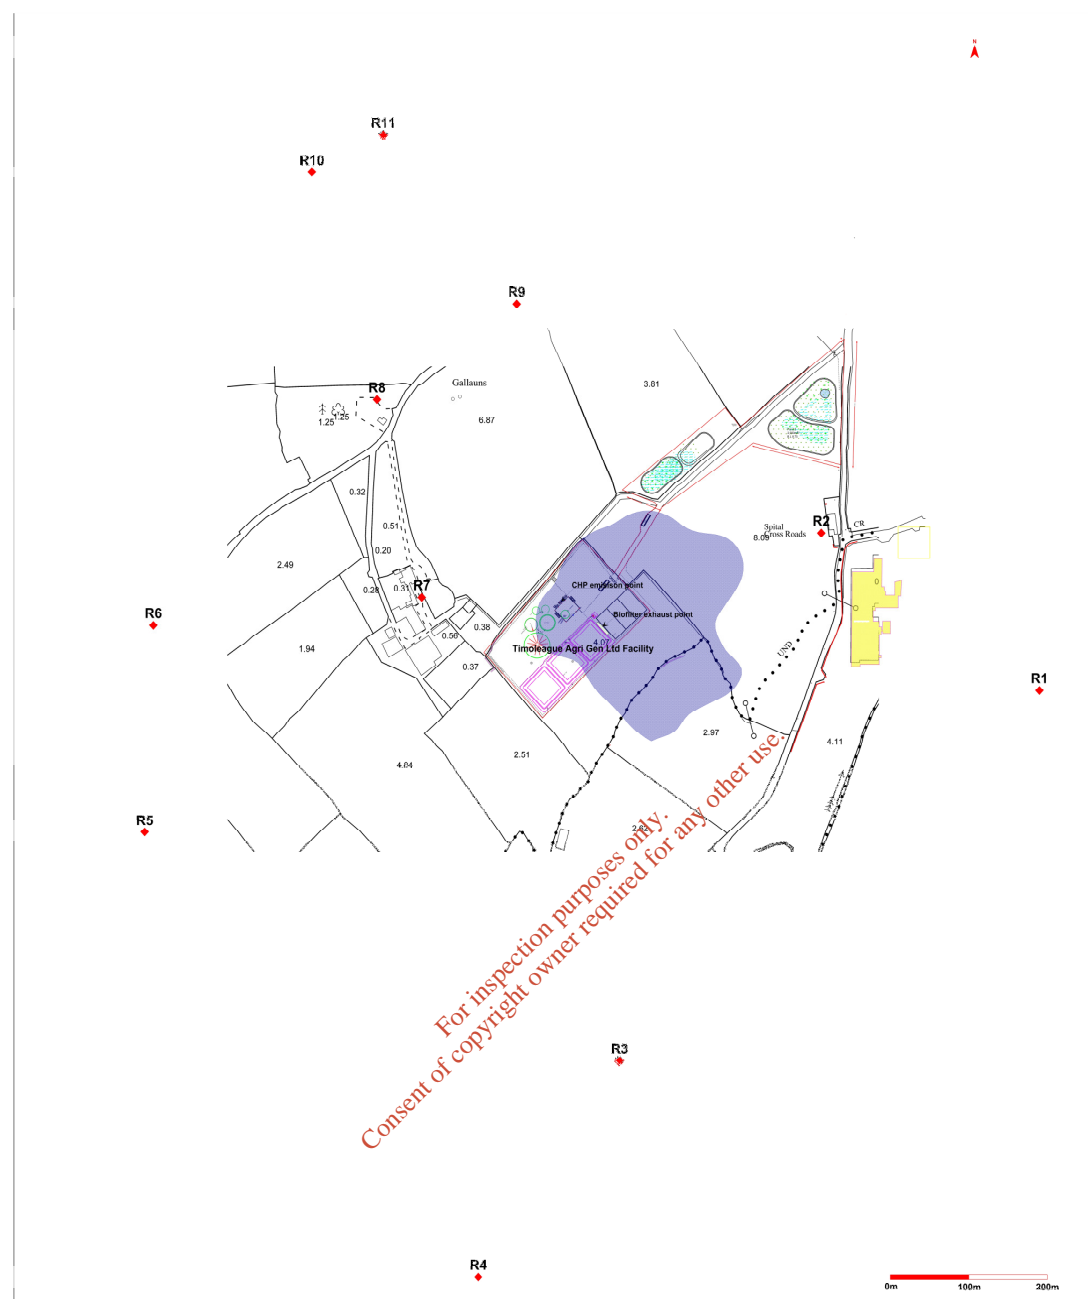 N
R11
R10
R9
R8
Gallauns
3.81
1.25
1.25
6.87
0.32
0.51
0.20
Spital
Cross Roads
8.09
R2
CR
2.49
0.28
0.31
R7
CHP emission point
Biofilter exhaust point
R6
0.56
0.38
4.07
Timoleague Agri Gen Ltd Facility
1.94
0.37
UND
R1
2.51
2.97
4.11
4.04
R5
2.82
For inspection purposes only.
Consent of copyright owner required for any other use.
R3
R4
0m
100m
200m